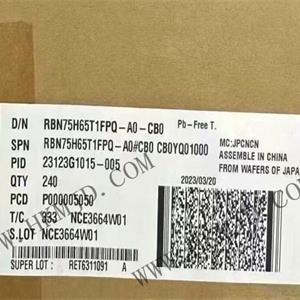 D/N RBN75H65T1FPQ-A0-CB0 Pb-Free T.
SPN RBN75H65T1FPQ-A0#CB0 CB0YQ01000
PID 23123G1015-005
QTY 240
PCD P000005050
T/C 333 NCE3664W01
S.LOT NCE3664W01
MC:JPCNCN
ASSEMBLE IN CHINA
FROM WAFERS OF JAPA
2023/03/20
SUPER LOT: RET6311091 A